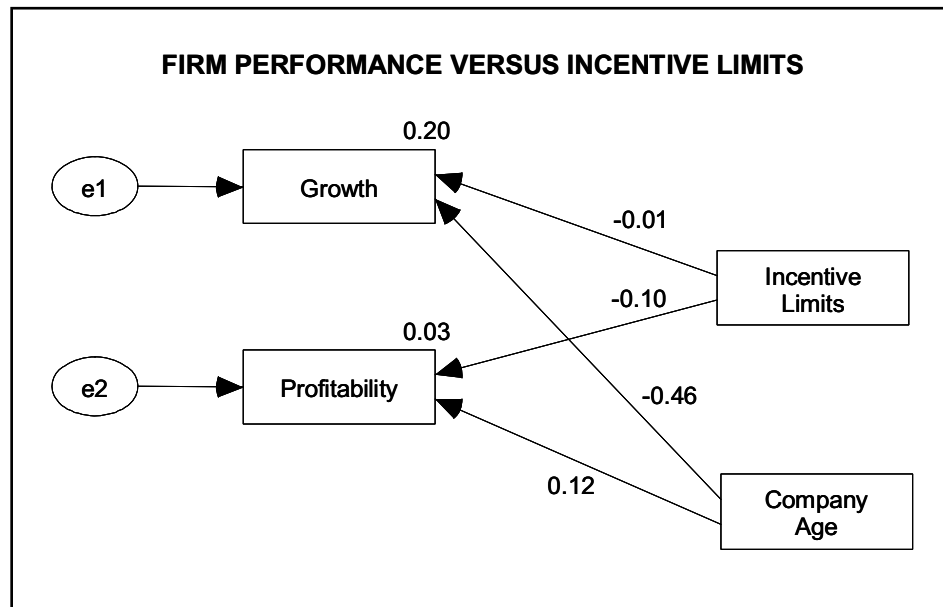 FIRM PERFORMANCE VERSUS INCENTIVE LIMITS
0.20
e1
Growth
-0.01
Incentive
Limits
-0.10
0.03
e2
Profitability
-0.46
0.12
Company
Age